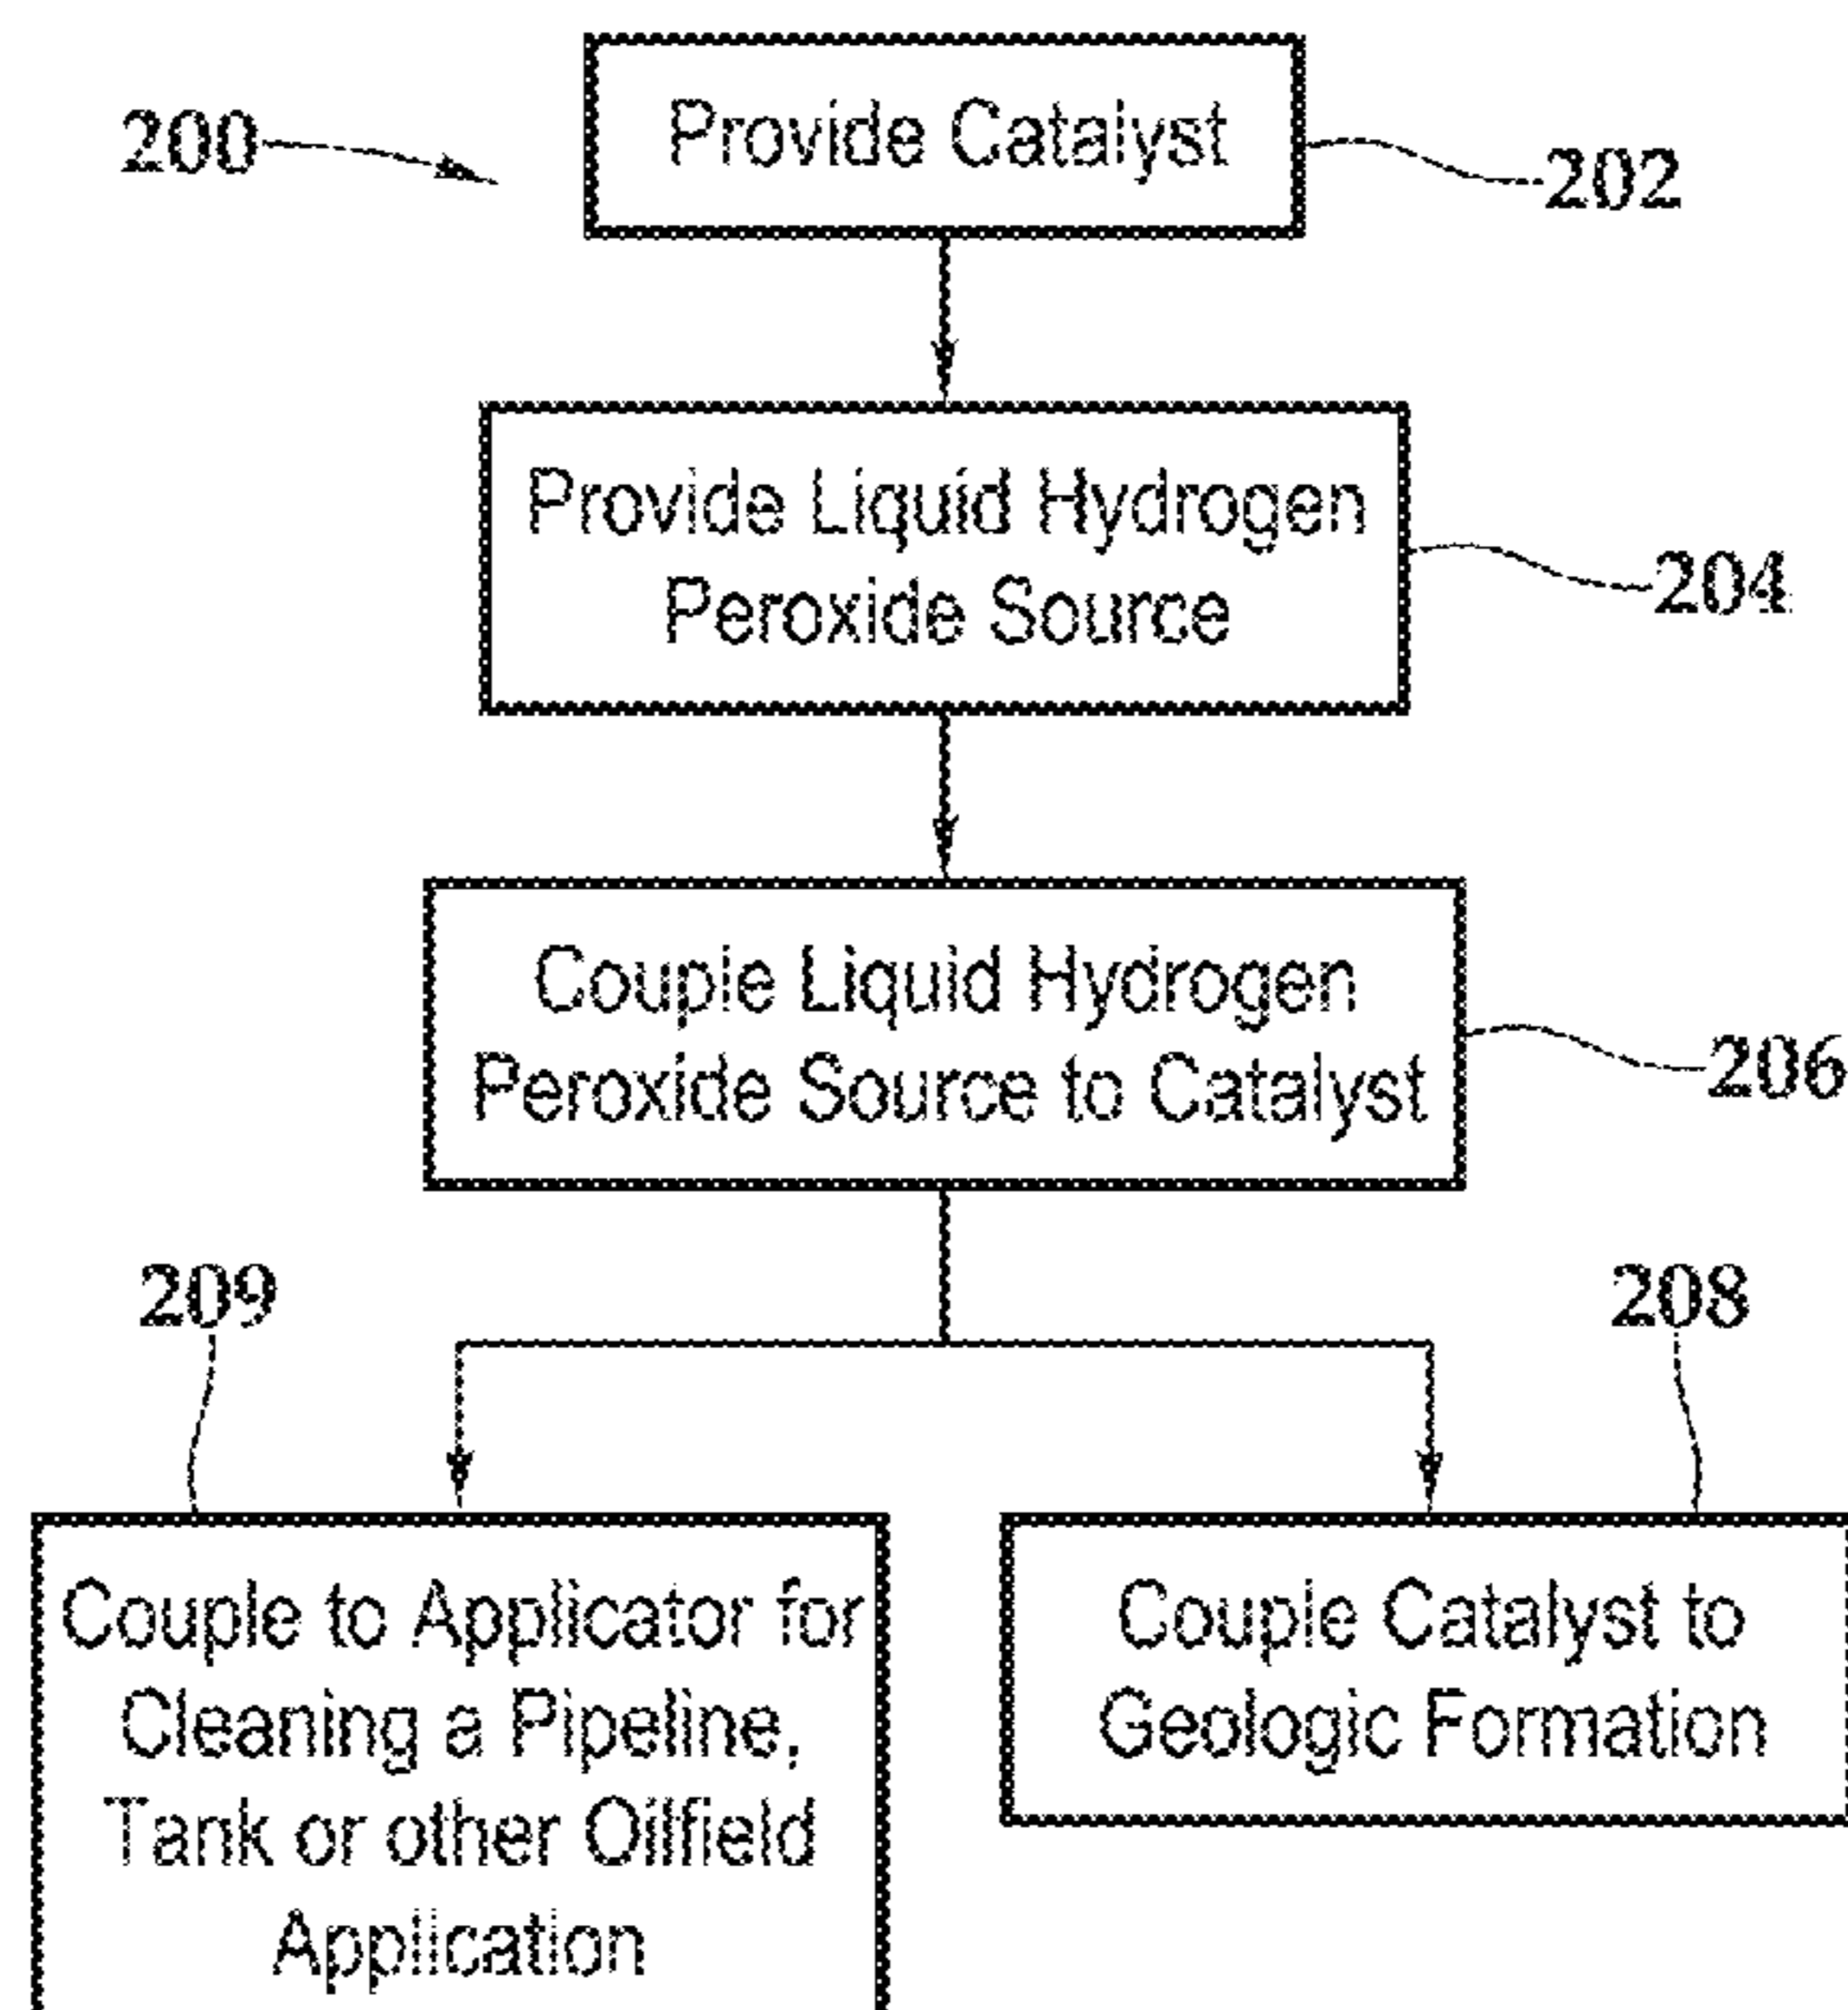 200
Provide Catalyst
202
Provide Liquid Hydrogen
Peroxide Source
204
Couple Liquid Hydrogen
Peroxide Source to Catalyst
206
209
208
Couple to Applicator for
Cleaning a Pipeline,
Tank or other Oilfield
Application
Couple Catalyst to
Geologic Formation